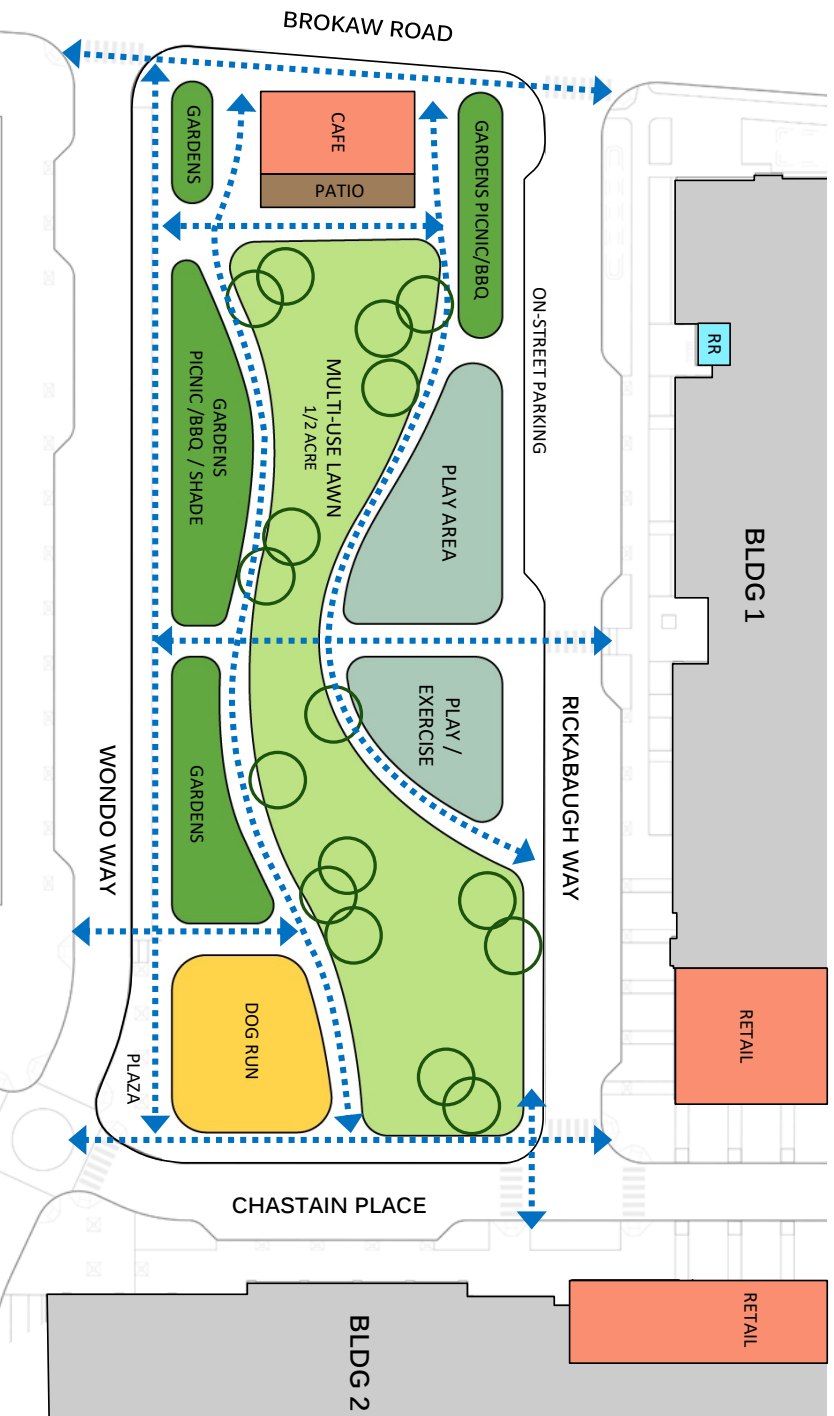 BROKAW ROAD
GARDENS
CAFE
PATIO
GARDENS PICNIC/BBQ
ON-STREET PARKING
RR
MULTI-USE LAWN
1/2 ACRE
GARDENS
PICNIC /BBQ / SHADE
PLAY AREA
BLDG 1
PLAY /
EXERCISE
RICKABAUGH WAY
WONDO WAY
GARDENS
DOG RUN
PLAZA
RETAIL
CHASTAIN PLACE
RETAIL
BLDG 2